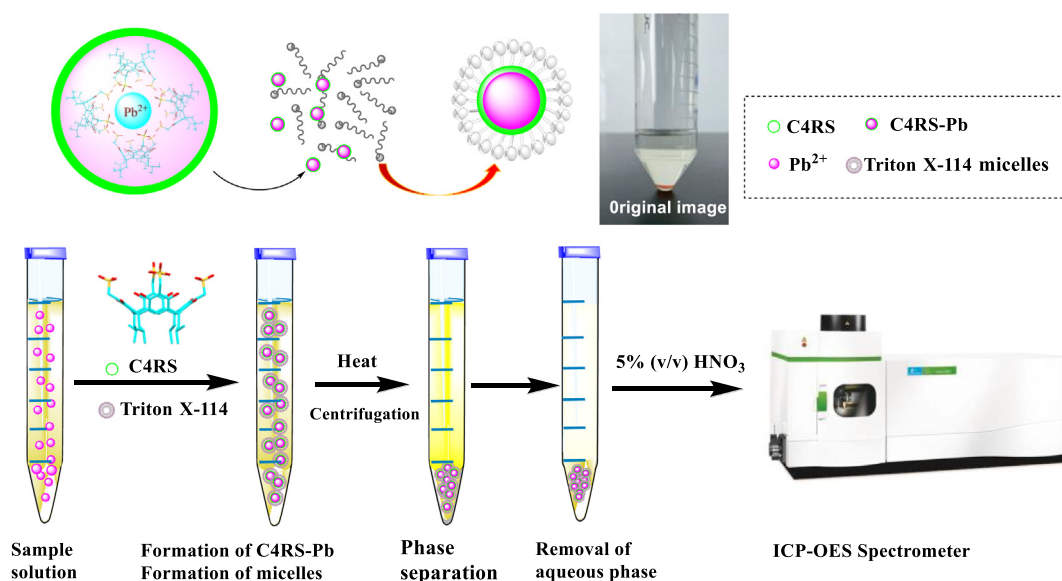 Pb²⁺
0riginal image
C4RS
C4RS-Pb
Pb²⁺
Triton X-114 micelles
C4RS
Triton X-114
Heat
Centrifugation
5% (v/v) HNO₃
Sample
solution
Formation of C4RS-Pb
Formation of micelles
Phase
separation
Removal of
aqueous phase
ICP-OES Spectrometer